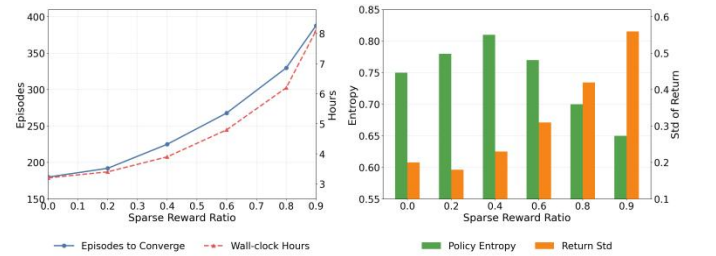 400
350
300
250
200
150
Episodes
8
7
6
5
4
3
Hours
0.0 0.1 0.2 0.3 0.4 0.5 0.6 0.7 0.8 0.9
Sparse Reward Ratio
Episodes to Converge Wall-clock Hours
0.85
0.80
0.75
0.70
0.65
0.60
0.55
Entropy
0.6
0.5
0.4
0.3
0.2
0.1
Std of Return
0.0 0.2 0.4 0.6 0.8 0.9
Sparse Reward Ratio
Policy Entropy Return Std